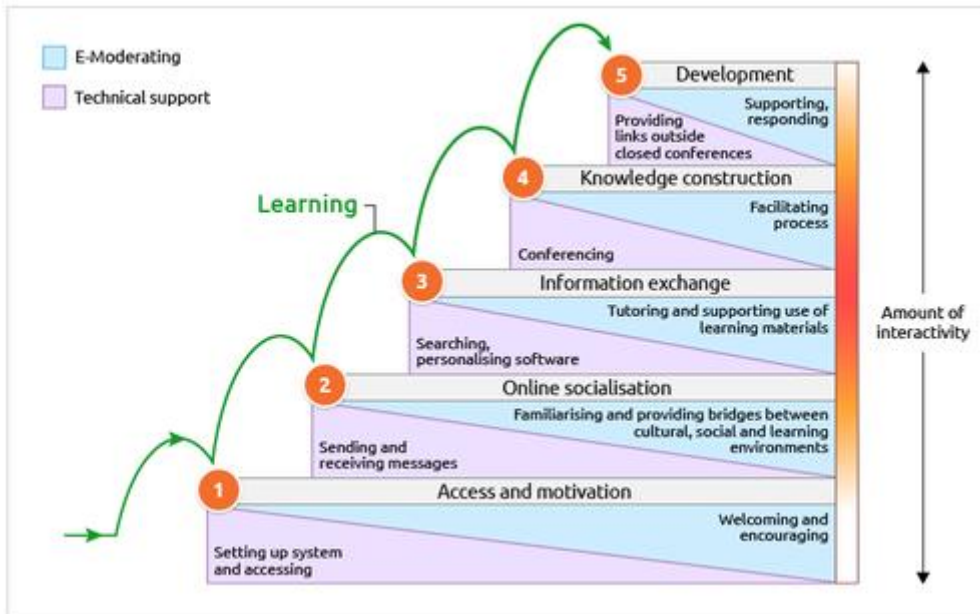 E-Moderating
Technical support
Learning
5
Development
Supporting,
responding
Providing
links outside
closed conferences
4
Knowledge construction
Facilitating
process
Conferencing
3
Information exchange
Tutoring and supporting use of
learning materials
Searching,
personalising software
2
Online socialisation
Familiarising and providing bridges between
cultural, social and learning
environments
Sending and
receiving messages
1
Access and motivation
Welcoming and
encouraging
Setting up system
and accessing
Amount of
interactivity